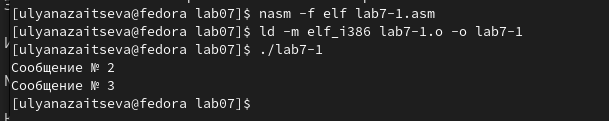 [ulyanazaitseva@fedora lab07]$ nasm -f elf lab7-1.asm
[ulyanazaitseva@fedora lab07]$ ld -m elf_i386 lab7-1.o -o lab7-1
[ulyanazaitseva@fedora lab07]$ ./lab7-1
Сообщение № 2
Сообщение № 3
[ulyanazaitseva@fedora lab07]$